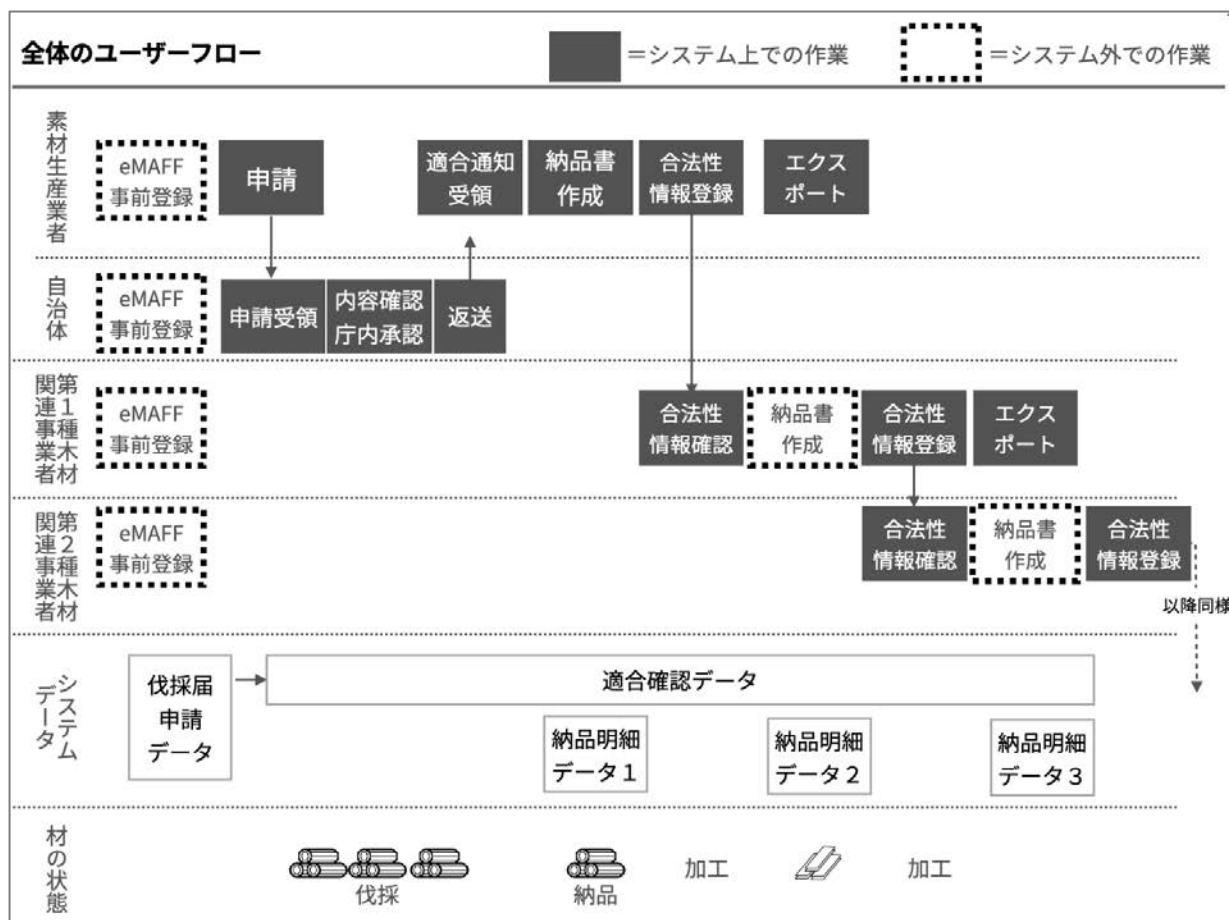 全体のユーザーフロー
＝システム上での作業
＝システム外での作業
素材生産業者
eMAFF
事前登録
申請
適合通知
受領
納品書
作成
合法性
情報登録
エクス
ポート
自治体
eMAFF
事前登録
申請受領
内容確認
庁内承認
返送
第１種木材
関連事業者
eMAFF
事前登録
合法性
情報確認
納品書
作成
合法性
情報登録
エクス
ポート
第２種木材
関連事業者
eMAFF
事前登録
合法性
情報確認
納品書
作成
合法性
情報登録
以降同様
システム
データ
伐採届
申請
データ
適合確認データ
納品明細
データ１
納品明細
データ２
納品明細
データ３
材の状態
伐採
納品
加工
加工